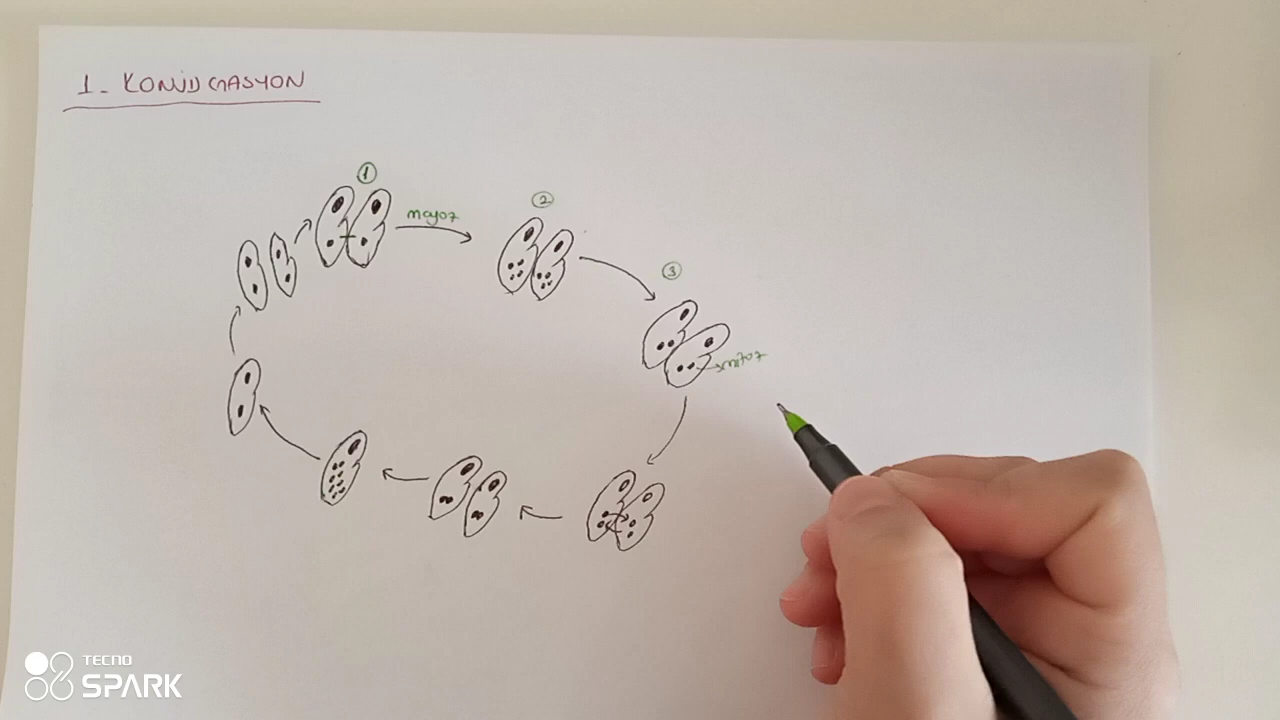 1- KONJUGASYON
①
mayoz
②
③
mitoz
TECNO
SPARK